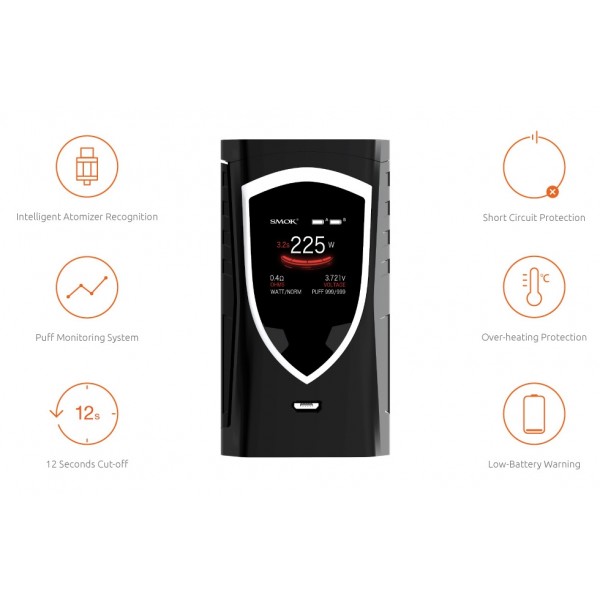 Intelligent Atomizer Recognition
Puff Monitoring System
12s
12 Seconds Cut-off
SMOK
A B
3.2s 225 W
0.4Ω 3.721v
OHMS VOLTAGE
WATT/NORM PUFF 999/999
Short Circuit Protection
°C
Over-heating Protection
Low-Battery Warning